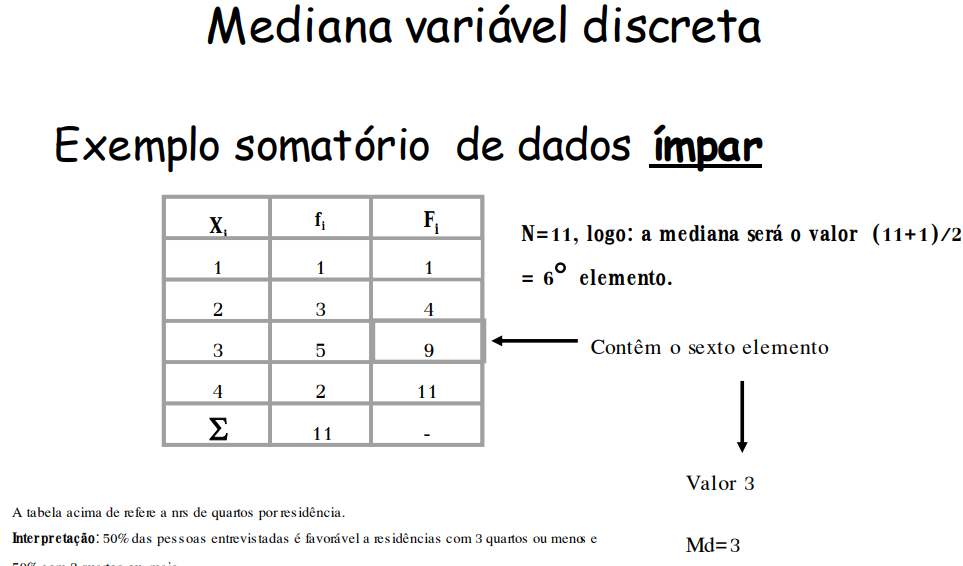 Mediana variável discreta
Exemplo somatório de dados ímpar
Xi fi Fi
1 1 1
2 3 4
3 5 9
4 2 11
Σ 11 -
N=11, logo: a mediana será o valor (11+1)/2
= 6º elemento.
Contêm o sexto elemento
Valor 3
Md=3
A tabela acima de refere a nrs de quartos por residência.
Interpretação: 50% das pessoas entrevistadas é favorável a residências com 3 quartos ou menos e